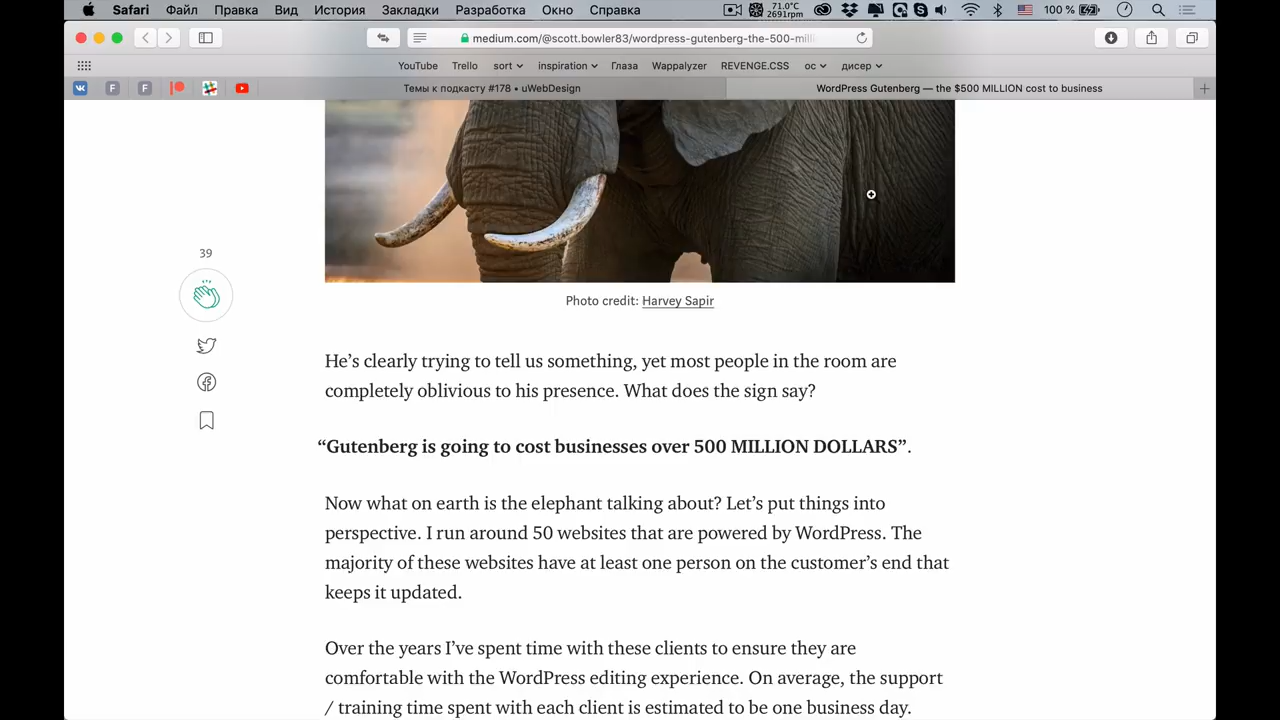 Safari Файл Правка Вид История Закладки Разработка Окно Справка 71.0°C 2691rpm 100 %
medium.com/@scott.bowler83/wordpress-gutenberg-the-500-mill
YouTube Trello sort inspiration Глаза Wappalyzer REVENGE.CSS ос дисер
F F Темы к подкасту #178 • uWebDesign WordPress Gutenberg — the $500 MILLION cost to business
39
Photo credit: Harvey Sapir
He’s clearly trying to tell us something, yet most people in the room are
completely oblivious to his presence. What does the sign say?
“Gutenberg is going to cost businesses over 500 MILLION DOLLARS”.
Now what on earth is the elephant talking about? Let’s put things into
perspective. I run around 50 websites that are powered by WordPress. The
majority of these websites have at least one person on the customer’s end that
keeps it updated.
Over the years I’ve spent time with these clients to ensure they are
comfortable with the WordPress editing experience. On average, the support
/ training time spent with each client is estimated to be one business day.